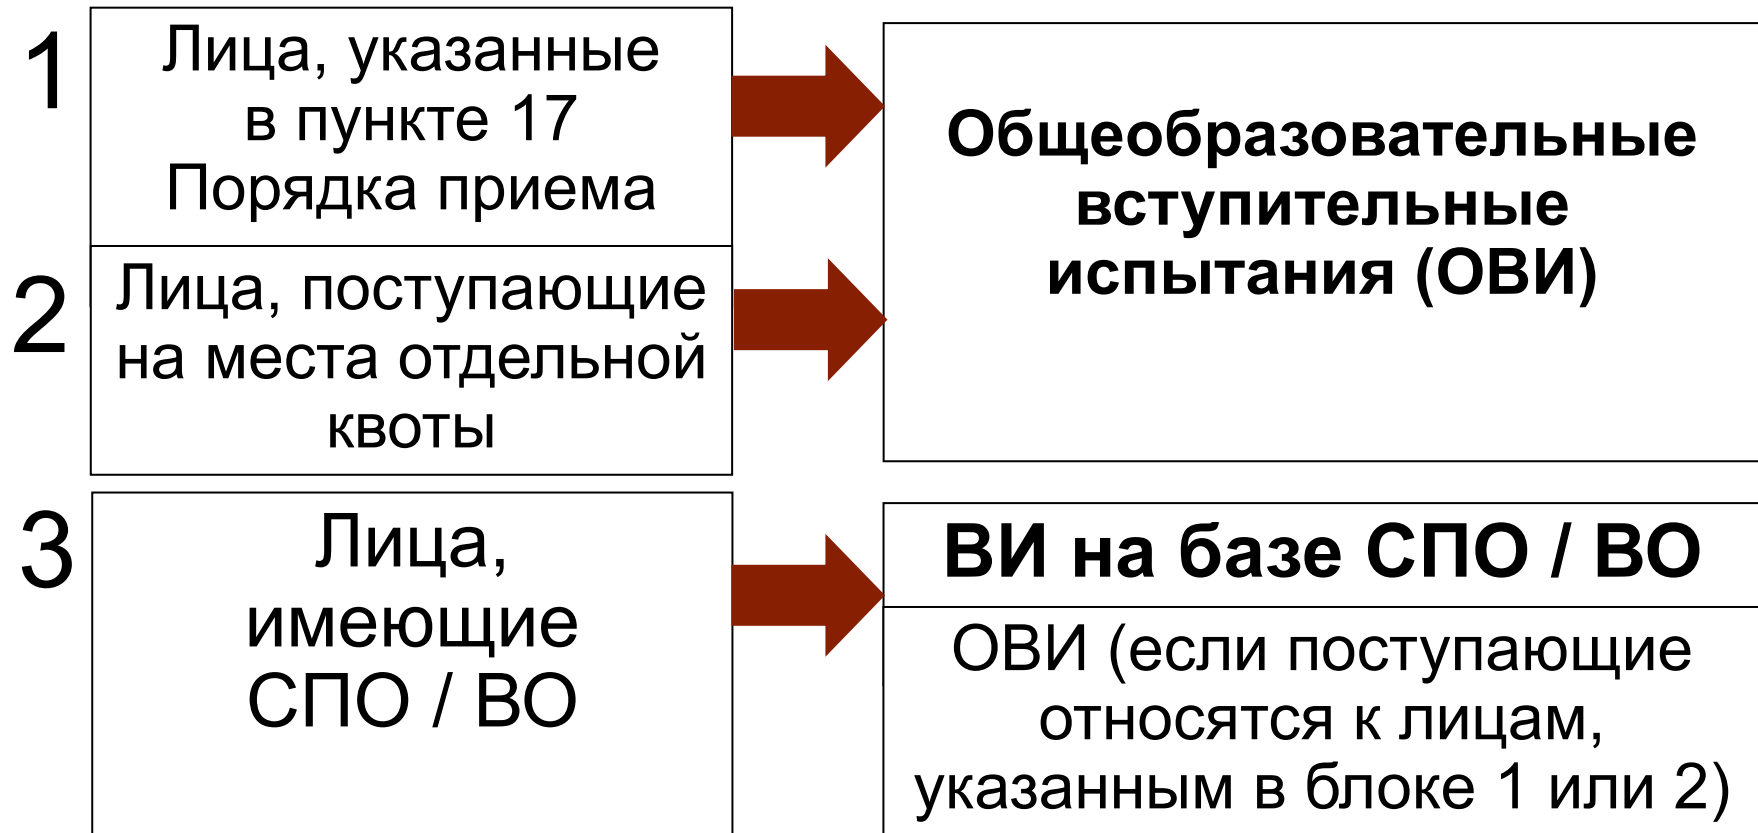 1
Лица, указанные
в пункте 17
Порядка приема
2
Лица, поступающие
на места отдельной
квоты
Общеобразовательные
вступительные
испытания (ОВИ)
3
Лица,
имеющие
СПО / ВО
ВИ на базе СПО / ВО
ОВИ (если поступающие
относятся к лицам,
указанным в блоке 1 или 2)